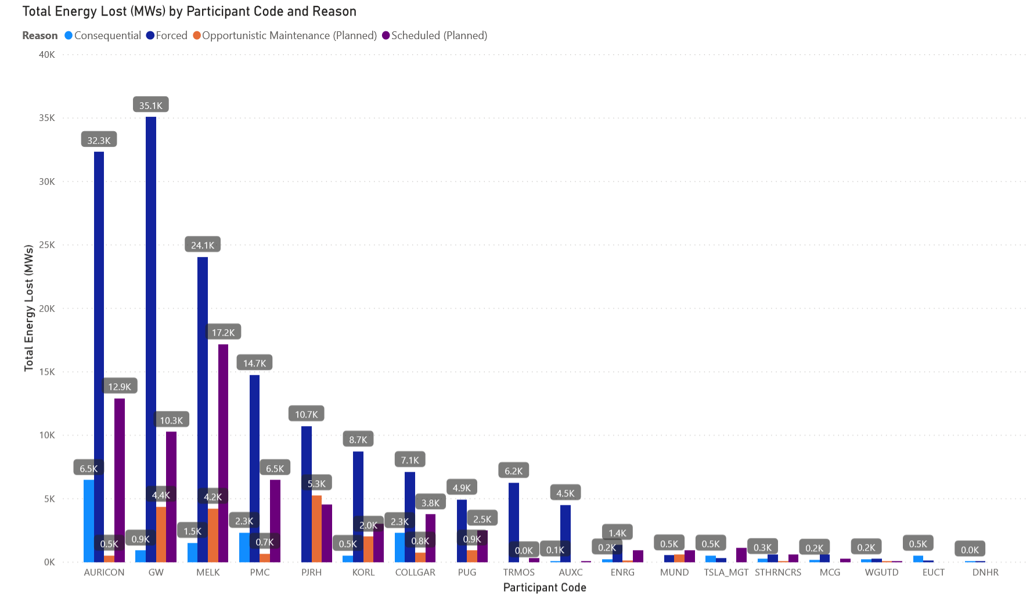 Total Energy Lost (MWs) by Participant Code and Reason
Reason Consequential Forced Opportunistic Maintenance (Planned) Scheduled (Planned)
40K
35K
30K
25K
20K
15K
10K
5K
0K
Total Energy Lost (MWs)
6.5K 32.3K 0.5K 12.9K
0.9K 35.1K 4.4K 10.3K
1.5K 24.1K 4.2K 17.2K
2.3K 14.7K 0.7K 6.5K
10.7K 5.3K
0.5K 8.7K 2.0K
2.3K 7.1K 0.8K 3.8K
4.9K 0.9K 2.5K
6.2K 0.0K
0.1K 4.5K
0.2K 1.4K
0.5K
0.5K
0.3K
0.2K
0.2K
0.5K
0.0K
AURICON GW MELK PMC PJRH KORL COLLGAR PUG TRMOS AUXC ENRG MUND TSLA_MGT STHRNCRS MCG WGUTD EUCT DNHR
Participant Code